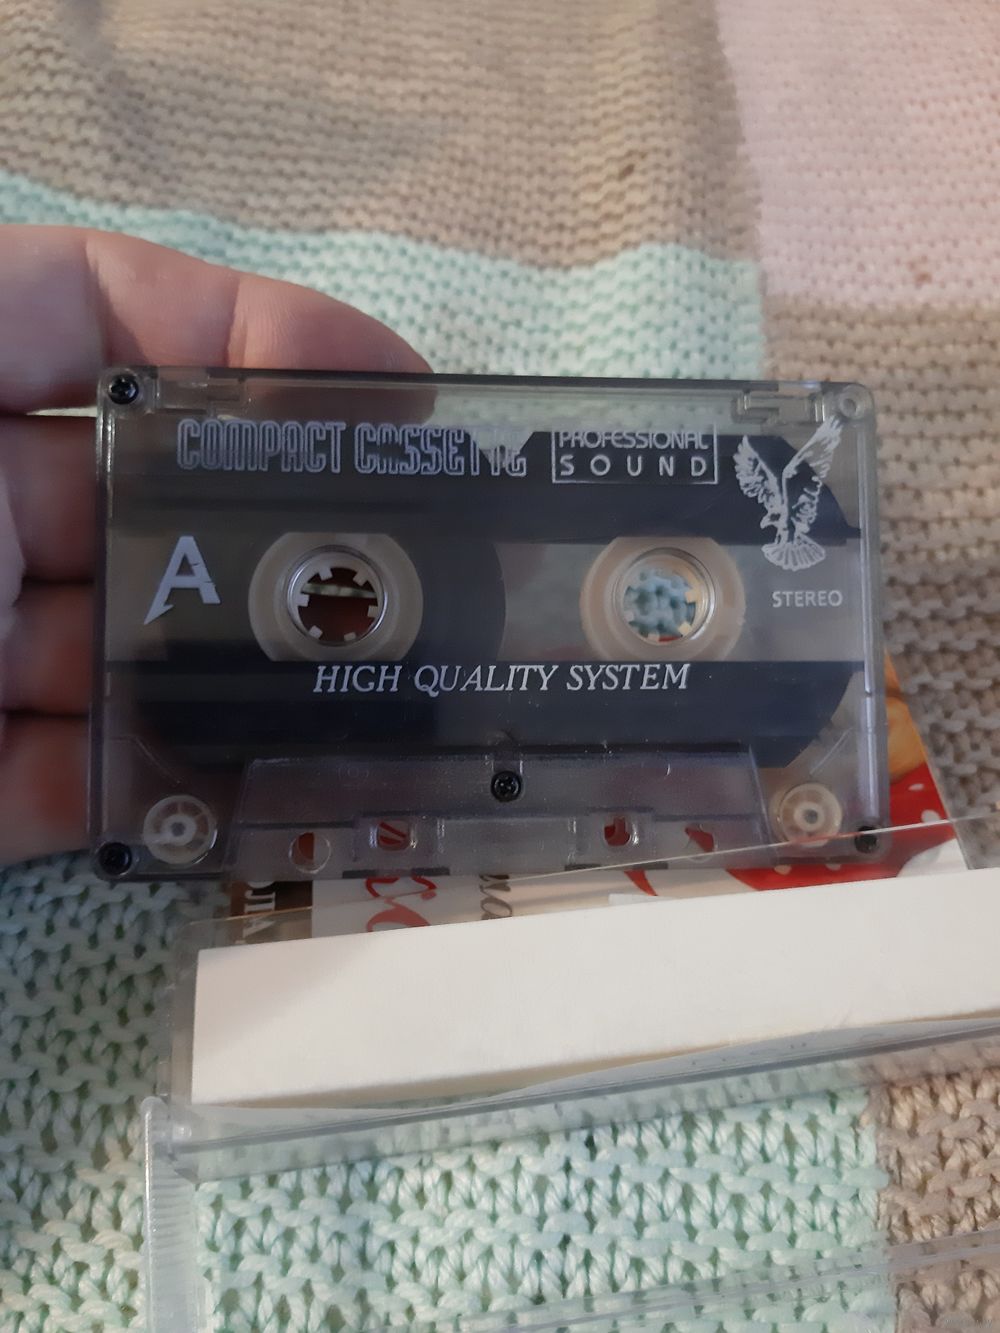 COMPACT CASSETTE
PROFESSIONAL
SOUND
A
STEREO
HIGH QUALITY SYSTEM